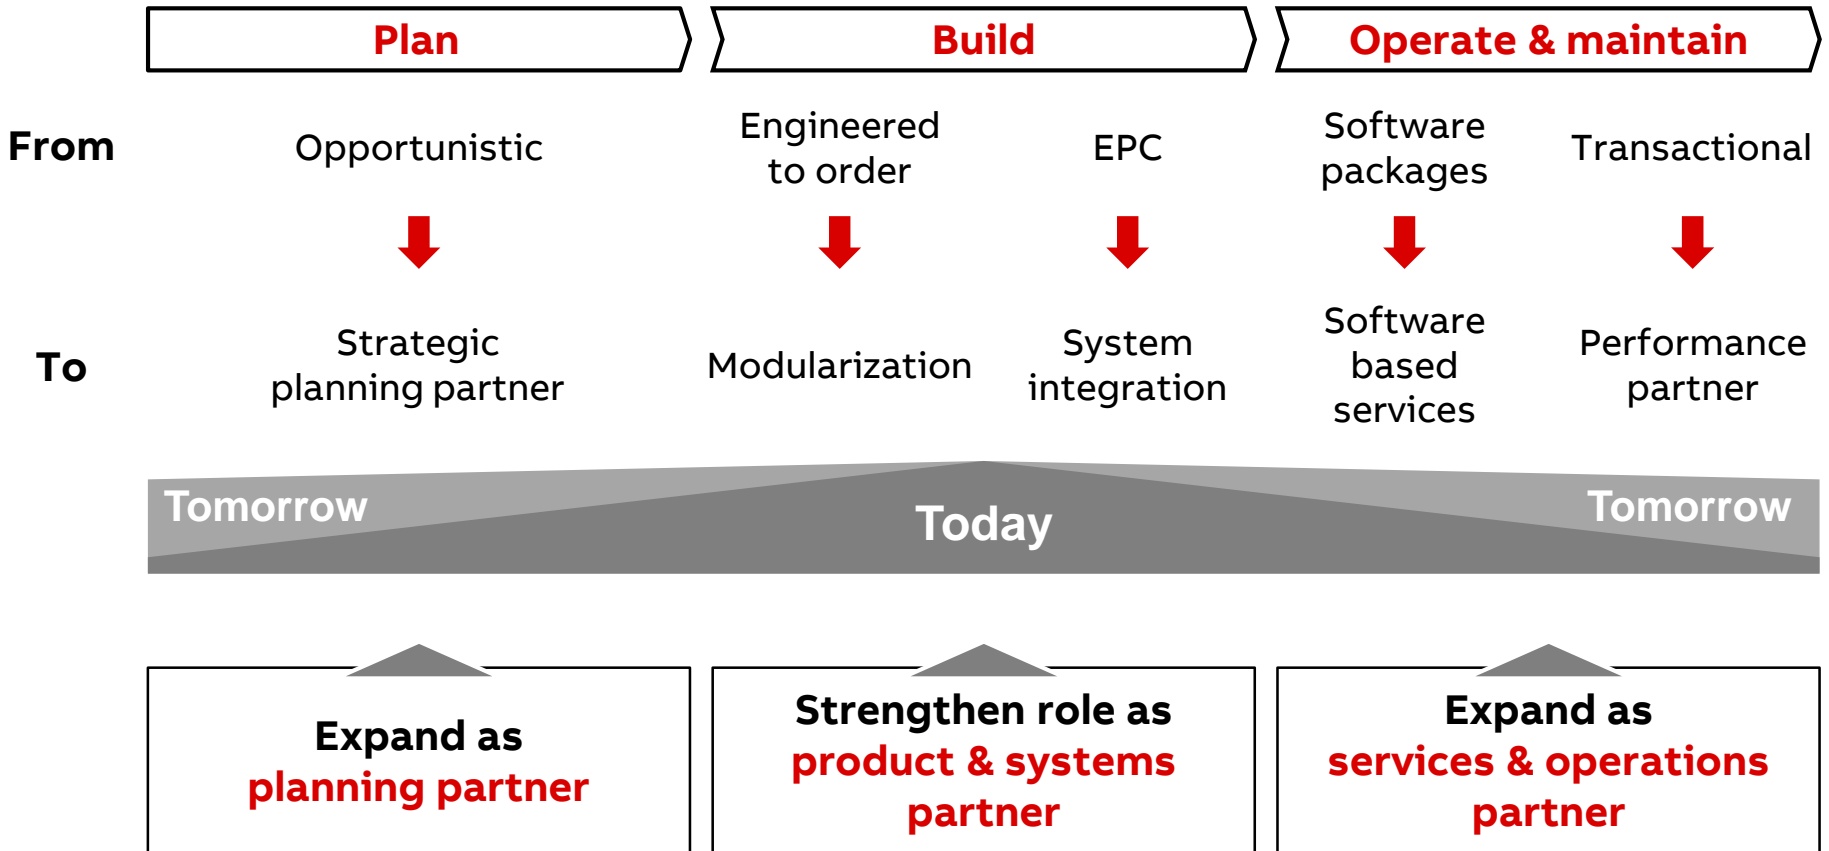 Plan
Build
Operate & maintain
From
Opportunistic
Engineered
to order
EPC
Software
packages
Transactional
To
Strategic
planning partner
Modularization
System
integration
Software
based
services
Performance
partner
Tomorrow
Today
Tomorrow
Expand as
planning partner
Strengthen role as
product & systems
partner
Expand as
services & operations
partner